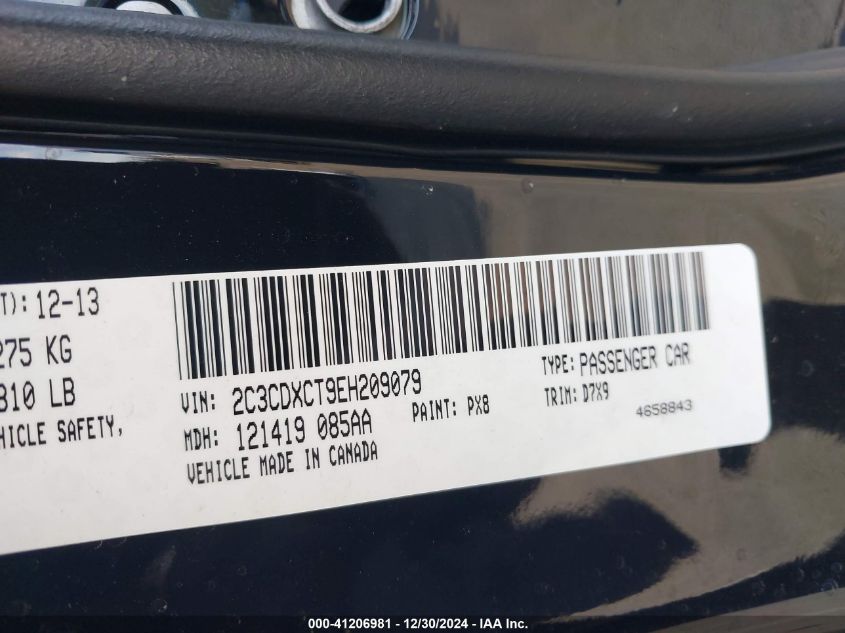 T): 12-13
275 KG
310 LB
HICLE SAFETY,
VIN: 2C3CDXCT9EH209079
MDH: 121419 085AA
VEHICLE MADE IN CANADA
PAINT: PX8
TYPE: PASSENGER CAR
TRIM: D7X9
4658843
000-41206981 - 12/30/2024 - IAA Inc.